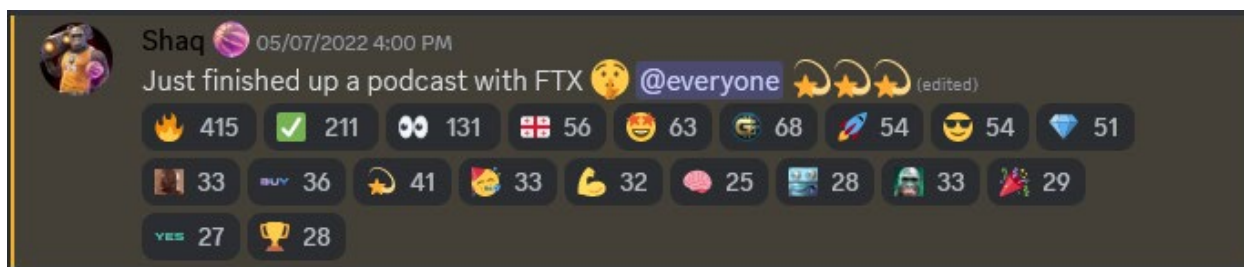 Shaq 05/07/2022 4:00 PM
Just finished up a podcast with FTX 🤫 @everyone 💫💫💫 (edited)
🔥 415 ✅ 211 👀 131 🇬🇪 56 🤩 63 68 🚀 54 😎 54 💎 51
33 BUY 36 💫 41 🥳 33 💪 32 🧠 25 28 33 🎉 29
YES 27 🏆 28